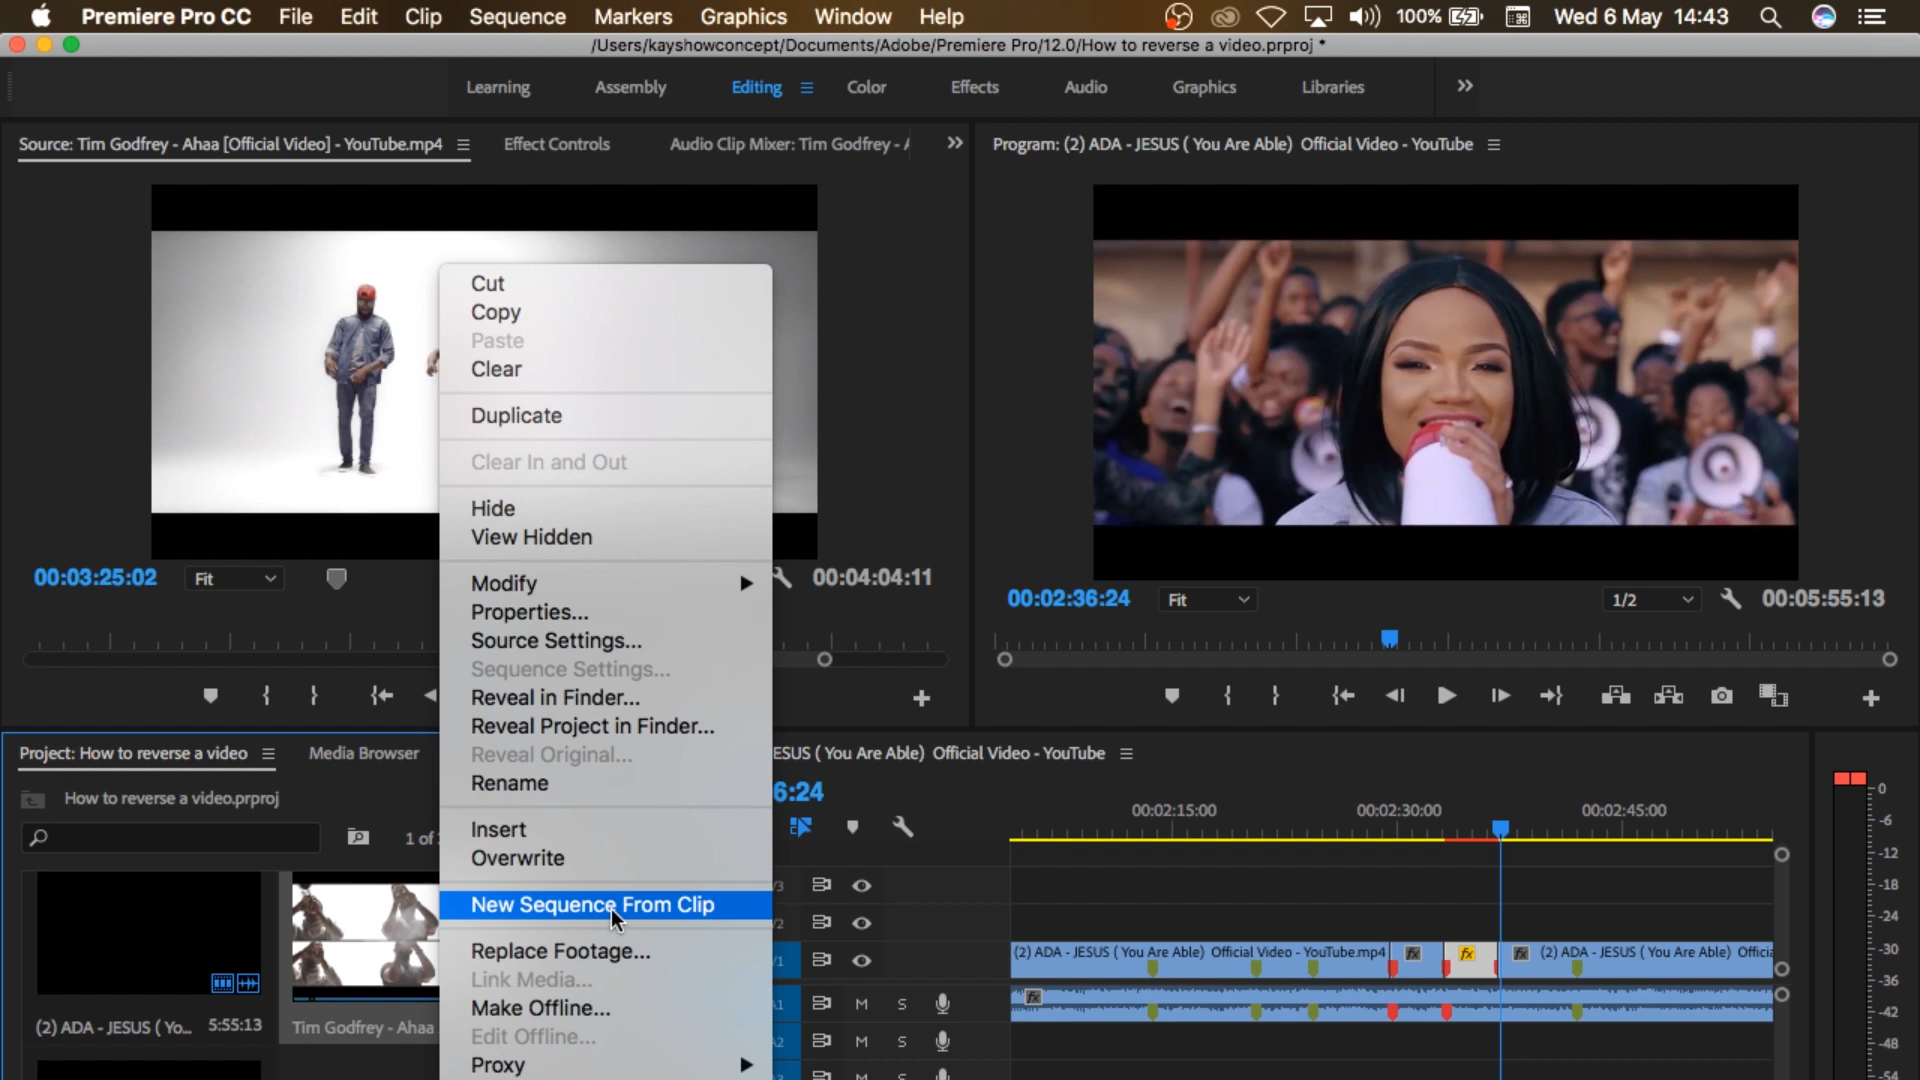 Premiere Pro CC File Edit Clip Sequence Markers Graphics Window Help 100% Wed 6 May 14:43
/Users/kayshowconcept/Documents/Adobe/Premiere Pro/12.0/How to reverse a video.prproj *
Learning Assembly Editing Color Effects Audio Graphics Libraries
Source: Tim Godfrey - Ahaa [Official Video] - YouTube.mp4 Effect Controls Audio Clip Mixer: Tim Godfrey - 
Program: (2) ADA - JESUS ( You Are Able) Official Video - YouTube
Cut
Copy
Paste
Clear
Duplicate
Clear In and Out
Hide
View Hidden
Modify
Properties...
Source Settings...
Sequence Settings...
Reveal in Finder...
Reveal Project in Finder...
Reveal Original...
Rename
Insert
Overwrite
New Sequence From Clip
Replace Footage...
Link Media...
Make Offline...
Edit Offline...
Proxy
00:03:25:02 Fit 00:04:04:11
00:02:36:24 Fit 1/2 00:05:55:13
Project: How to reverse a video Media Browser
How to reverse a video.prproj
1 of
(2) ADA - JESUS ( Yo... 5:55:13 Tim Godfrey - Ahaa
ESUS ( You Are Able) Official Video - YouTube
6:24
00:02:15:00 00:02:30:00 00:02:45:00
(2) ADA - JESUS ( You Are Able) Official Video - YouTube.mp4 fx fx fx (2) ADA - JESUS ( You Are Able) Officia
fx
M S
M S
0
-6
-12
-18
-24
-30
-36
-42
-48
-54